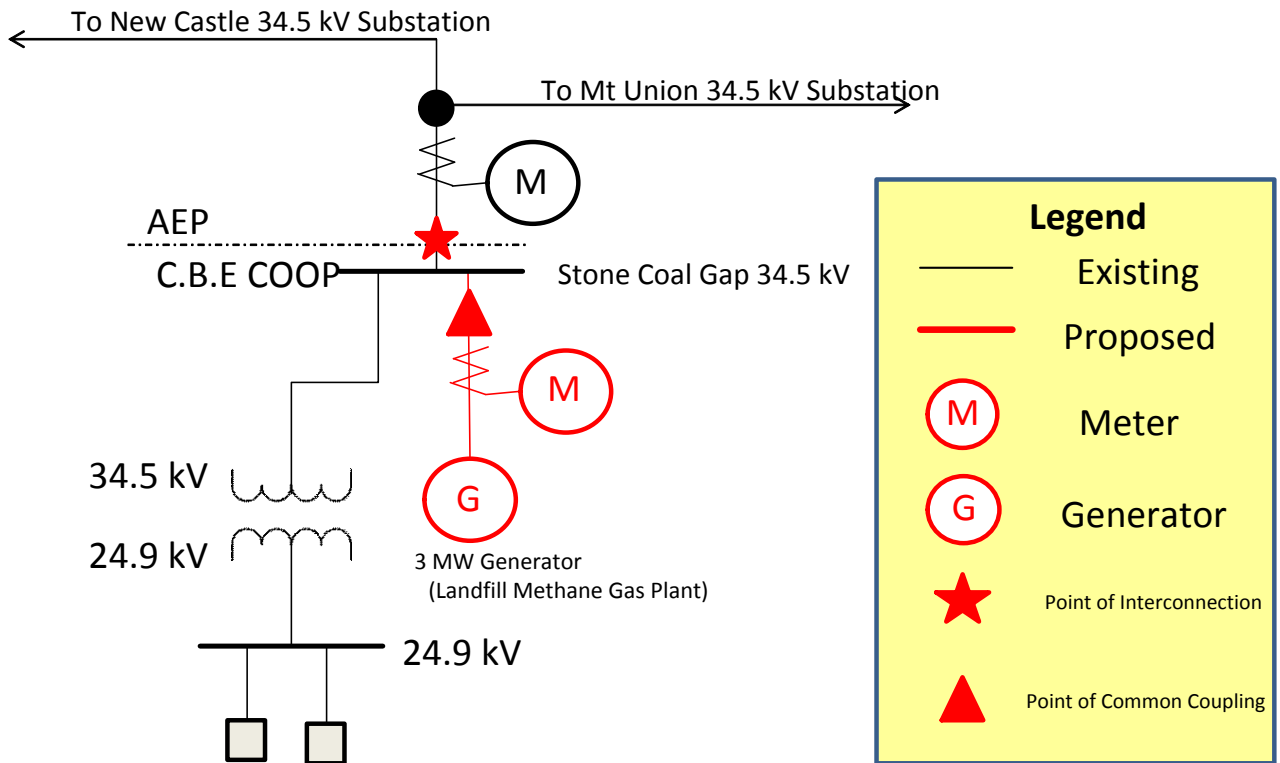 To New Castle 34.5 kV Substation
To Mt Union 34.5 kV Substation
M
AEP
C.B.E COOP
Stone Coal Gap 34.5 kV
M
34.5 kV
G
24.9 kV
3 MW Generator
(Landfill Methane Gas Plant)
24.9 kV
Legend
Existing
Proposed
M
Meter
G
Generator
Point of Interconnection
Point of Common Coupling